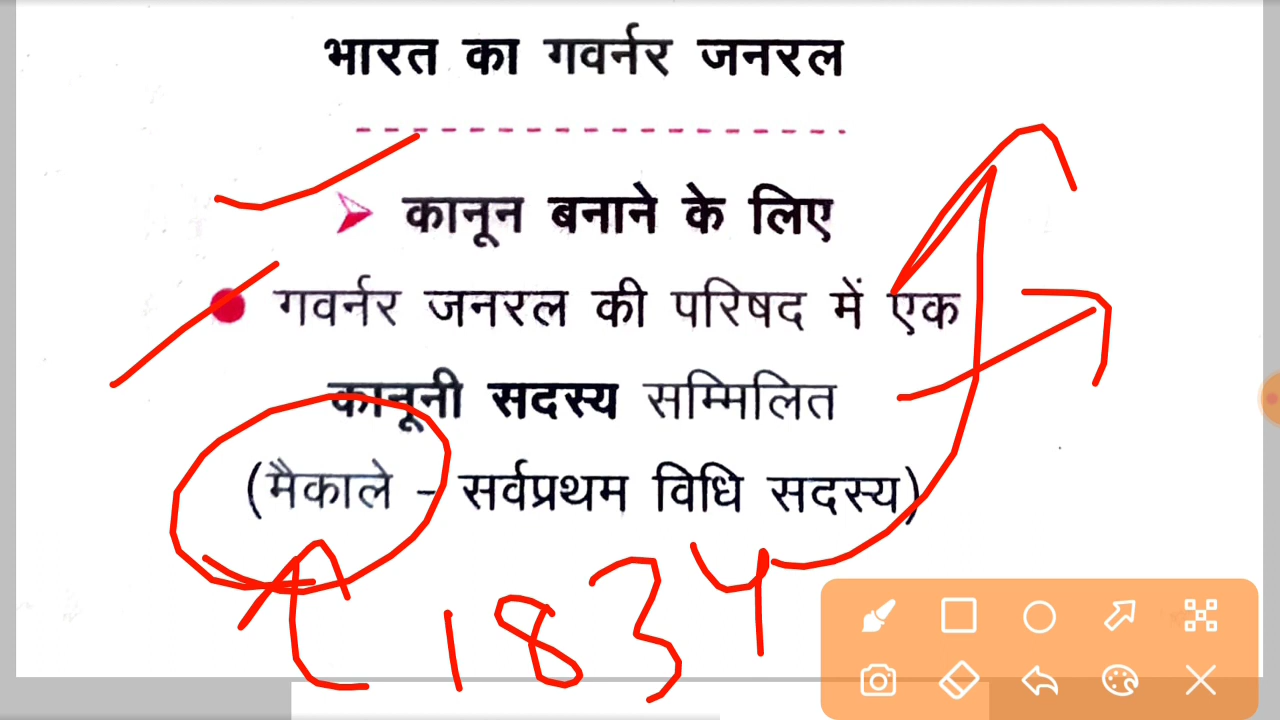 भारत का गवर्नर जनरल
कानून बनाने के लिए
गवर्नर जनरल की परिषद में एक
कानूनी सदस्य सम्मिलित
(मैकाले - सर्वप्रथम विधि सदस्य)
1834